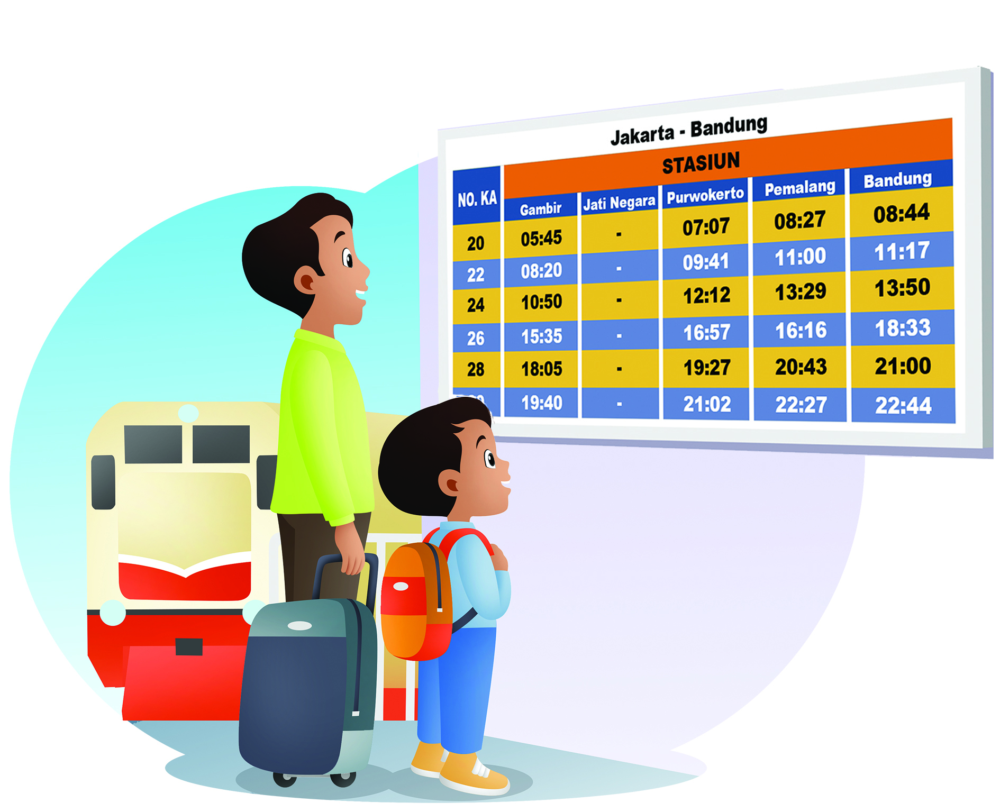 Jakarta - Bandung
STASIUN
NO. KA Gambir Jati Negara Purwokerto Pemalang Bandung
20 05:45 - 07:07 08:27 08:44
22 08:20 - 09:41 11:00 11:17
24 10:50 - 12:12 13:29 13:50
26 15:35 - 16:57 16:16 18:33
28 18:05 - 19:27 20:43 21:00
19:40 - 21:02 22:27 22:44